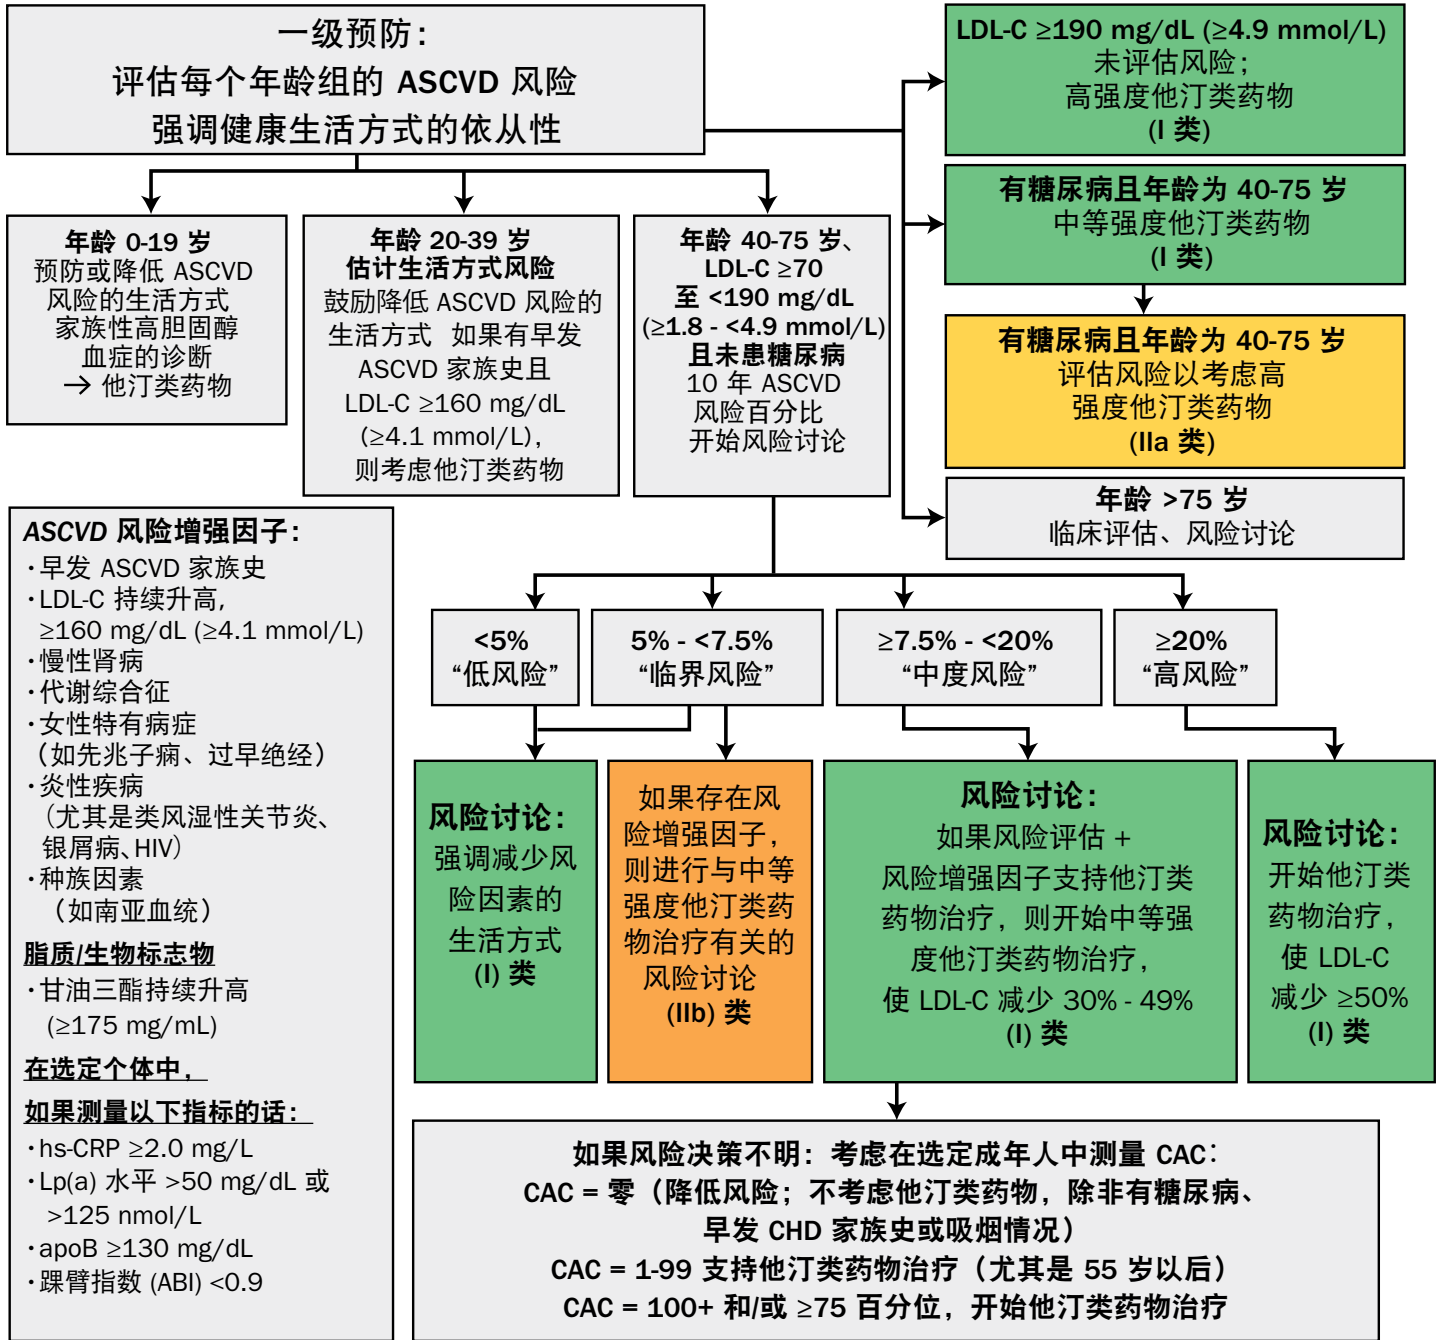 一级预防：
评估每个年龄组的 ASCVD 风险
强调健康生活方式的依从性
LDL-C ≥190 mg/dL (≥4.9 mmol/L)
未评估风险；
高强度他汀类药物
(I 类)
有糖尿病且年龄为 40-75 岁
中等强度他汀类药物
(I 类)
有糖尿病且年龄为 40-75 岁
评估风险以考虑高
强度他汀类药物
(IIa 类)
年龄 >75 岁
临床评估、风险讨论
年龄 0-19 岁
预防或降低 ASCVD
风险的生活方式
家族性高胆固醇
血症的诊断
→ 他汀类药物
年龄 20-39 岁
估计生活方式风险
鼓励降低 ASCVD 风险的
生活方式 如果有早发
ASCVD 家族史且
LDL-C ≥160 mg/dL
(≥4.1 mmol/L)，
则考虑他汀类药物
年龄 40-75 岁、
LDL-C ≥70
至 <190 mg/dL
(≥1.8 - <4.9 mmol/L)
且未患糖尿病
10 年 ASCVD
风险百分比
开始风险讨论
ASCVD 风险增强因子：
·早发 ASCVD 家族史
·LDL-C 持续升高，
≥160 mg/dL (≥4.1 mmol/L)
·慢性肾病
·代谢综合征
·女性特有病症
（如先兆子痫、过早绝经）
·炎性疾病
（尤其是类风湿性关节炎、
银屑病、HIV）
·种族因素
（如南亚血统）
脂质/生物标志物
·甘油三酯持续升高
(≥175 mg/mL)
在选定个体中，
如果测量以下指标的话：
·hs-CRP ≥2.0 mg/L
·Lp(a) 水平 >50 mg/dL 或
>125 nmol/L
·apoB ≥130 mg/dL
·踝臂指数 (ABI) <0.9
<5%
“低风险”
5% - <7.5%
“临界风险”
≥7.5% - <20%
“中度风险”
≥20%
“高风险”
风险讨论：
强调减少风
险因素的
生活方式
(I) 类
如果存在风
险增强因子，
则进行与中等
强度他汀类药
物治疗有关的
风险讨论
(IIb) 类
风险讨论：
如果风险评估 +
风险增强因子支持他汀类
药物治疗，则开始中等强
度他汀类药物治疗，
使 LDL-C 减少 30% - 49%
(I) 类
风险讨论：
开始他汀类
药物治疗，
使 LDL-C
减少 ≥50%
(I) 类
如果风险决策不明：考虑在选定成年人中测量 CAC：
CAC = 零（降低风险；不考虑他汀类药物，除非有糖尿病、
早发 CHD 家族史或吸烟情况）
CAC = 1-99 支持他汀类药物治疗（尤其是 55 岁以后）
CAC = 100+ 和/或 ≥75 百分位，开始他汀类药物治疗